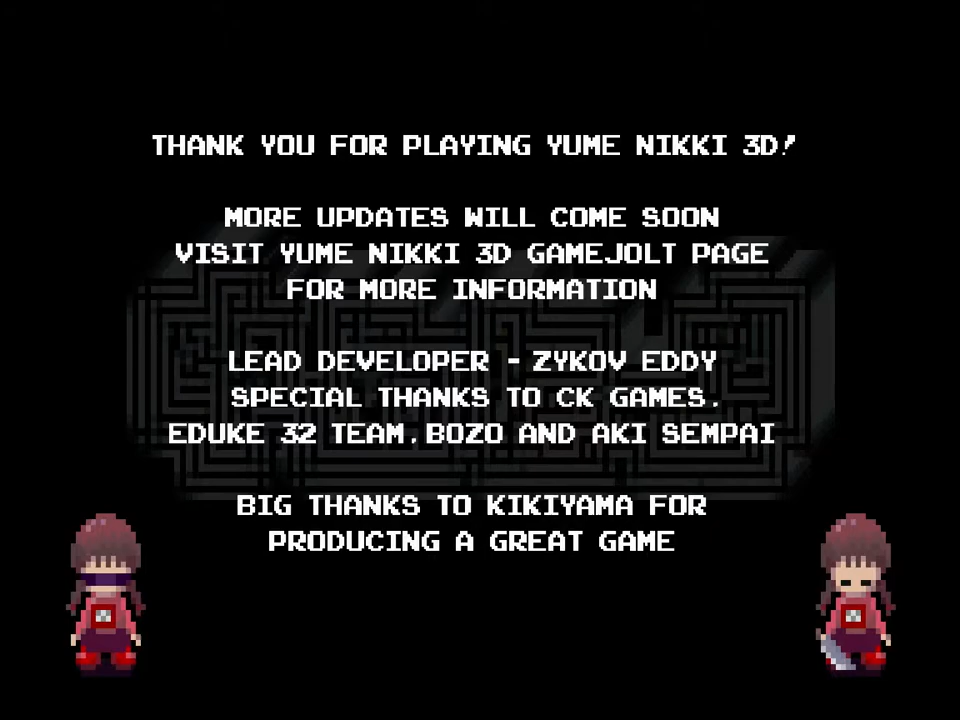 THANK YOU FOR PLAYING YUME NIKKI 3D!
MORE UPDATES WILL COME SOON
VISIT YUME NIKKI 3D GAMEJOLT PAGE
FOR MORE INFORMATION
LEAD DEVELOPER - ZYKOV EDDY
SPECIAL THANKS TO CK GAMES.
EDUKE 32 TEAM.BOZO AND AKI SEMPAI
BIG THANKS TO KIKIYAMA FOR
PRODUCING A GREAT GAME